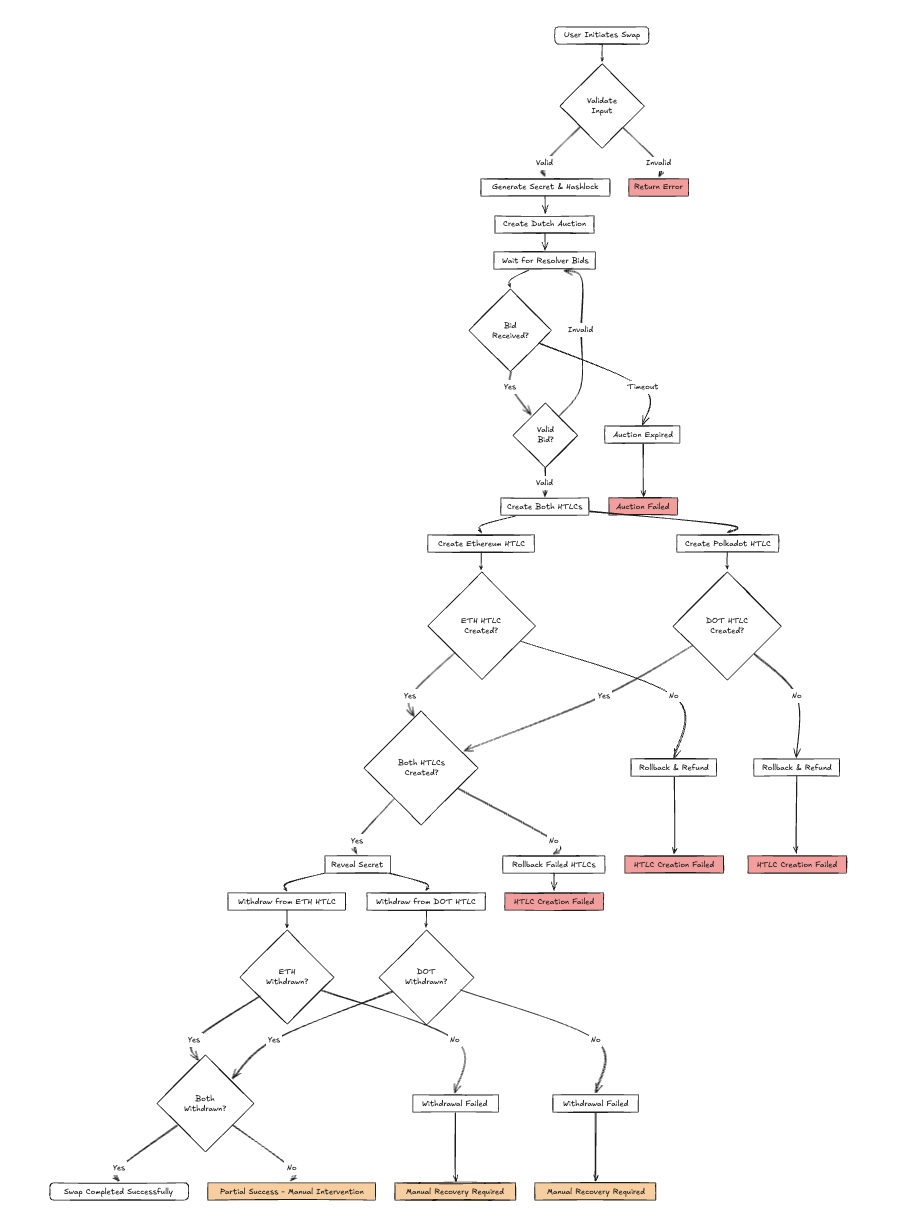 User Initiates Swap
Validate
Input
Valid
Invalid
Generate Secret & Hashlock
Return Error
Create Dutch Auction
Wait for Resolver Bids
Bid
Received?
Invalid
Yes
Timeout
Valid
Bid?
Auction Expired
Valid
Create Both HTLCs
Auction Failed
Create Ethereum HTLC
Create Polkadot HTLC
ETH HTLC
Created?
DOT HTLC
Created?
Yes
Yes
No
No
Both HTLCs
Created?
Rollback & Refund
Rollback & Refund
Yes
No
Reveal Secret
Rollback Failed HTLCs
HTLC Creation Failed
HTLC Creation Failed
Withdraw from ETH HTLC
Withdraw from DOT HTLC
HTLC Creation Failed
ETH
Withdrawn?
DOT
Withdrawn?
Yes
Yes
No
No
Both
Withdrawn?
Withdrawal Failed
Withdrawal Failed
Yes
No
Swap Completed Successfully
Partial Success - Manual Intervention
Manual Recovery Required
Manual Recovery Required